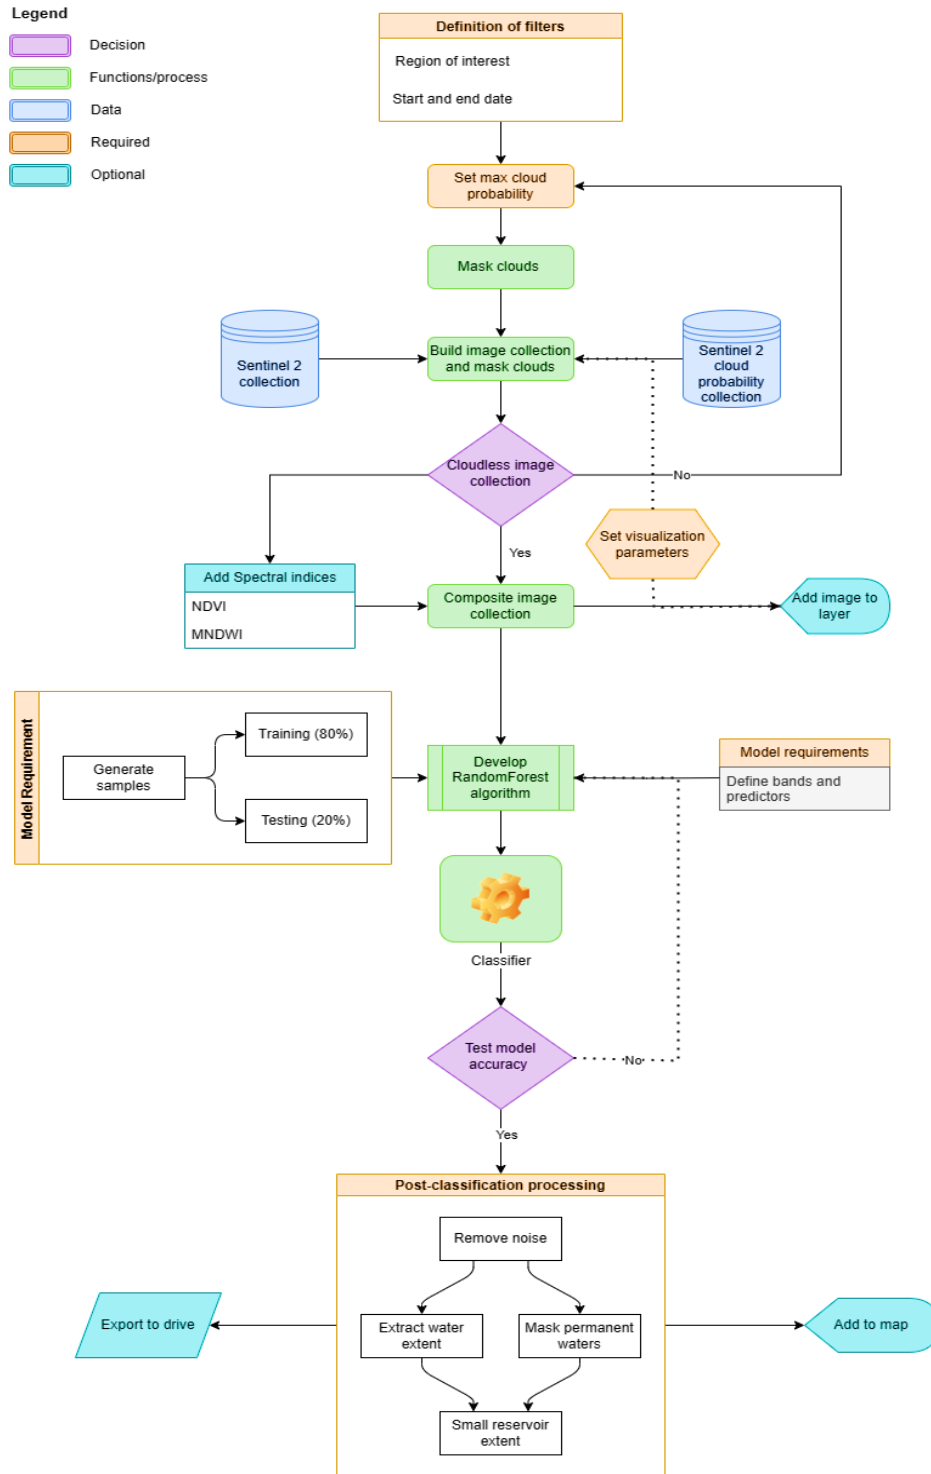 Legend
Decision
Functions/process
Data
Required
Optional
Definition of filters
Region of interest
Start and end date
Set max cloud
probability
Mask clouds
Sentinel 2
collection
Build image collection
and mask clouds
Sentinel 2
cloud
probability
collection
Cloudless image
collection
No
Yes
Set visualization
parameters
Add Spectral indices
NDVI
MNDWI
Composite image
collection
Add image to
layer
Model Requirement
Generate
samples
Training (80%)
Testing (20%)
Develop
RandomForest
algorithm
Model requirements
Define bands and
predictors
Classifier
Test model
accuracy
No
Yes
Post-classification processing
Remove noise
Extract water
extent
Mask permanent
waters
Small reservoir
extent
Export to drive
Add to map